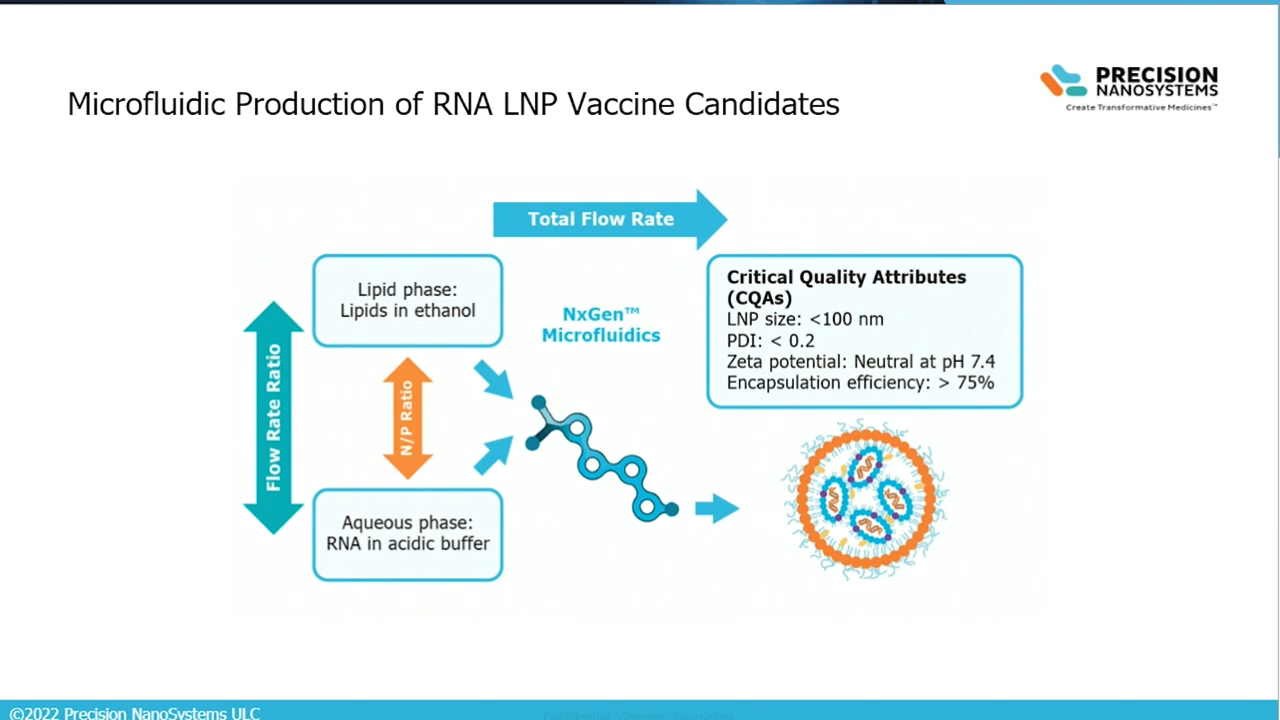 PRECISION
NANOSYSTEMS
Create Transformative Medicines™
Microfluidic Production of RNA LNP Vaccine Candidates
Total Flow Rate
Lipid phase:
Lipids in ethanol
NxGen™
Microfluidics
Critical Quality Attributes
(CQAs)
LNP size: <100 nm
PDI: < 0.2
Zeta potential: Neutral at pH 7.4
Encapsulation efficiency: > 75%
Flow Rate Ratio
N/P Ratio
Aqueous phase:
RNA in acidic buffer
©2022 Precision NanoSystems ULC